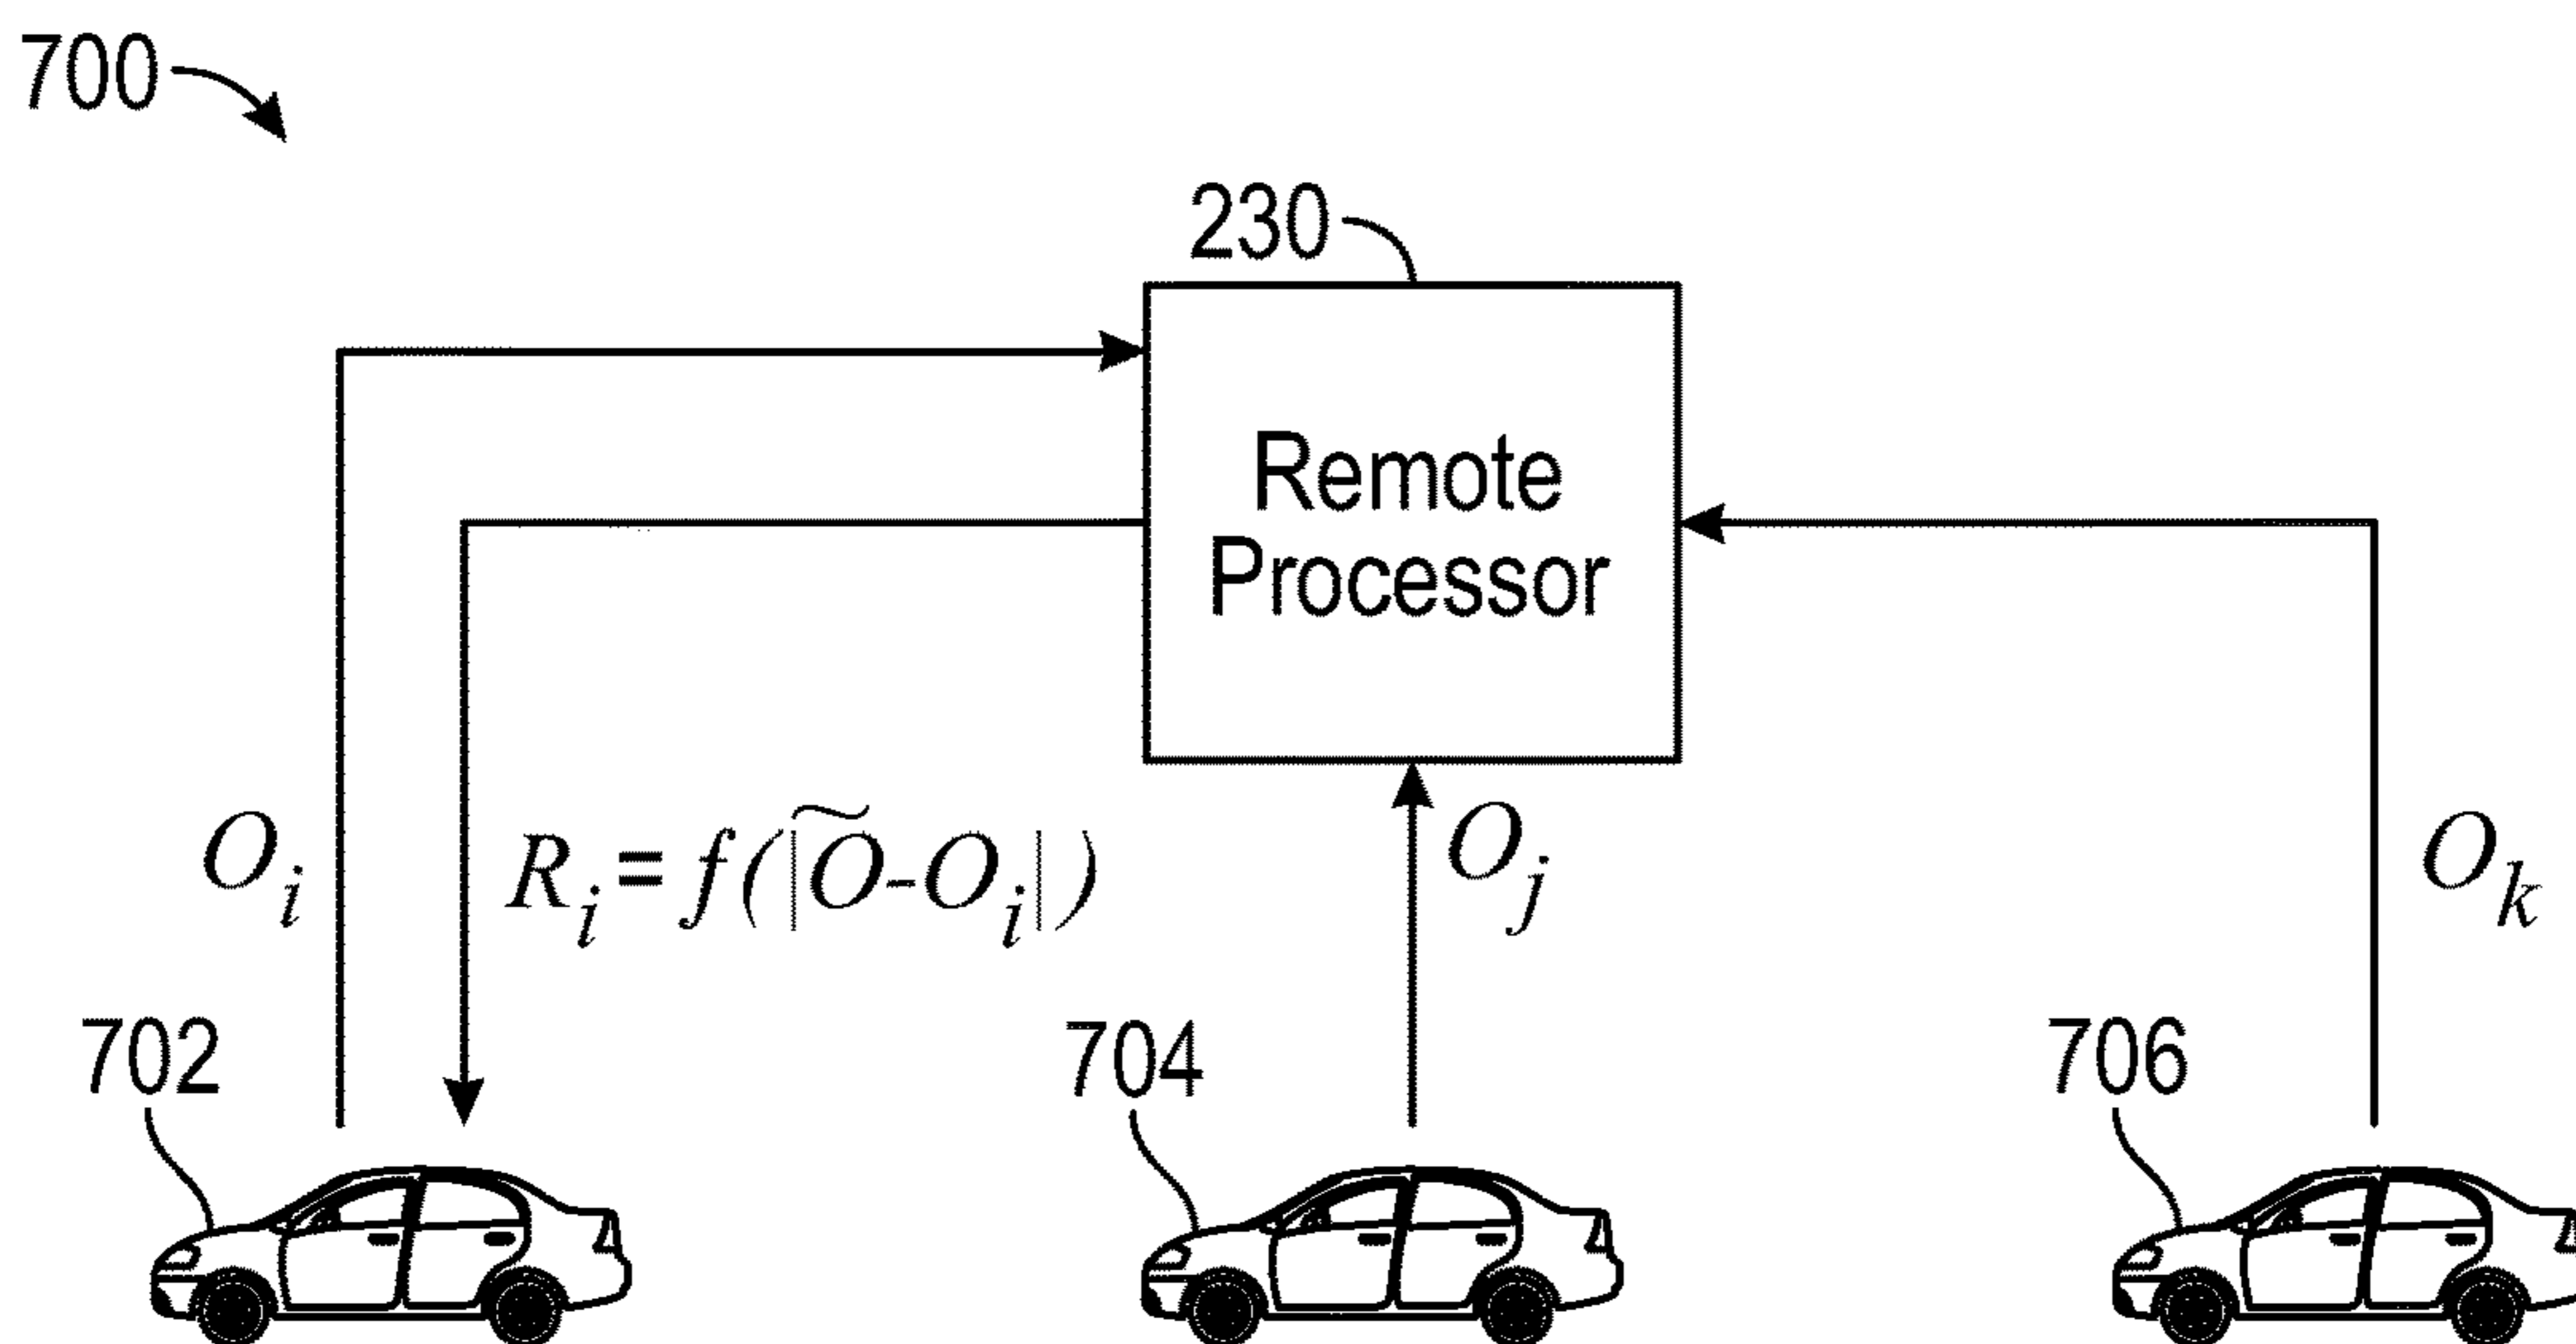 700
230
Remote
Processor
O_i
R_i = f(|Õ-O_i|)
O_j
O_k
702
704
706